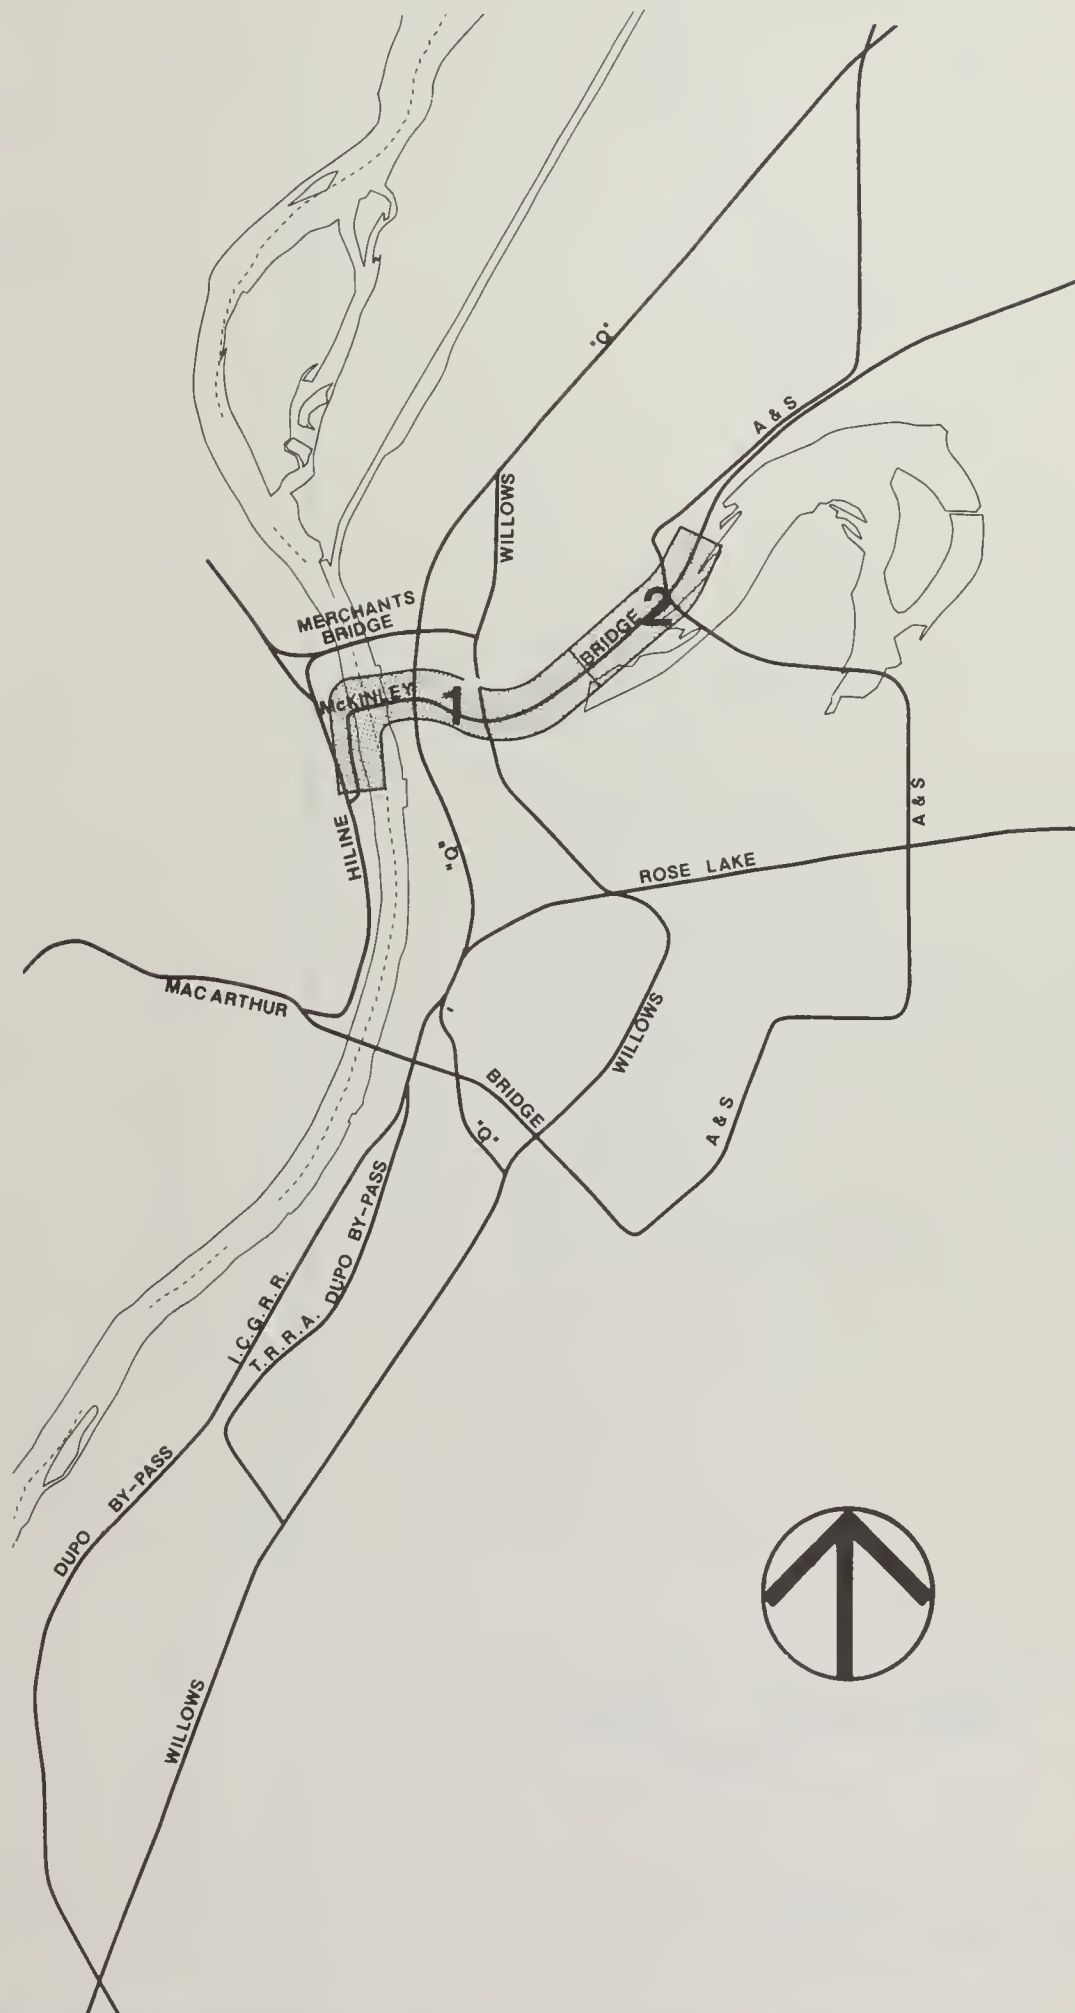 "Q"
A & S
WILLOWS
MERCHANTS
BRIDGE
2
BRIDGE
McKINLEY
1
A & S
HILINE
"Q"
ROSE LAKE
MAC ARTHUR
WILLOWS
BRIDGE
"Q"
A & S
DUPO BY-PASS
I.C.G.R.R.
T.R.R.A.
DUPO BY-PASS
WILLOWS